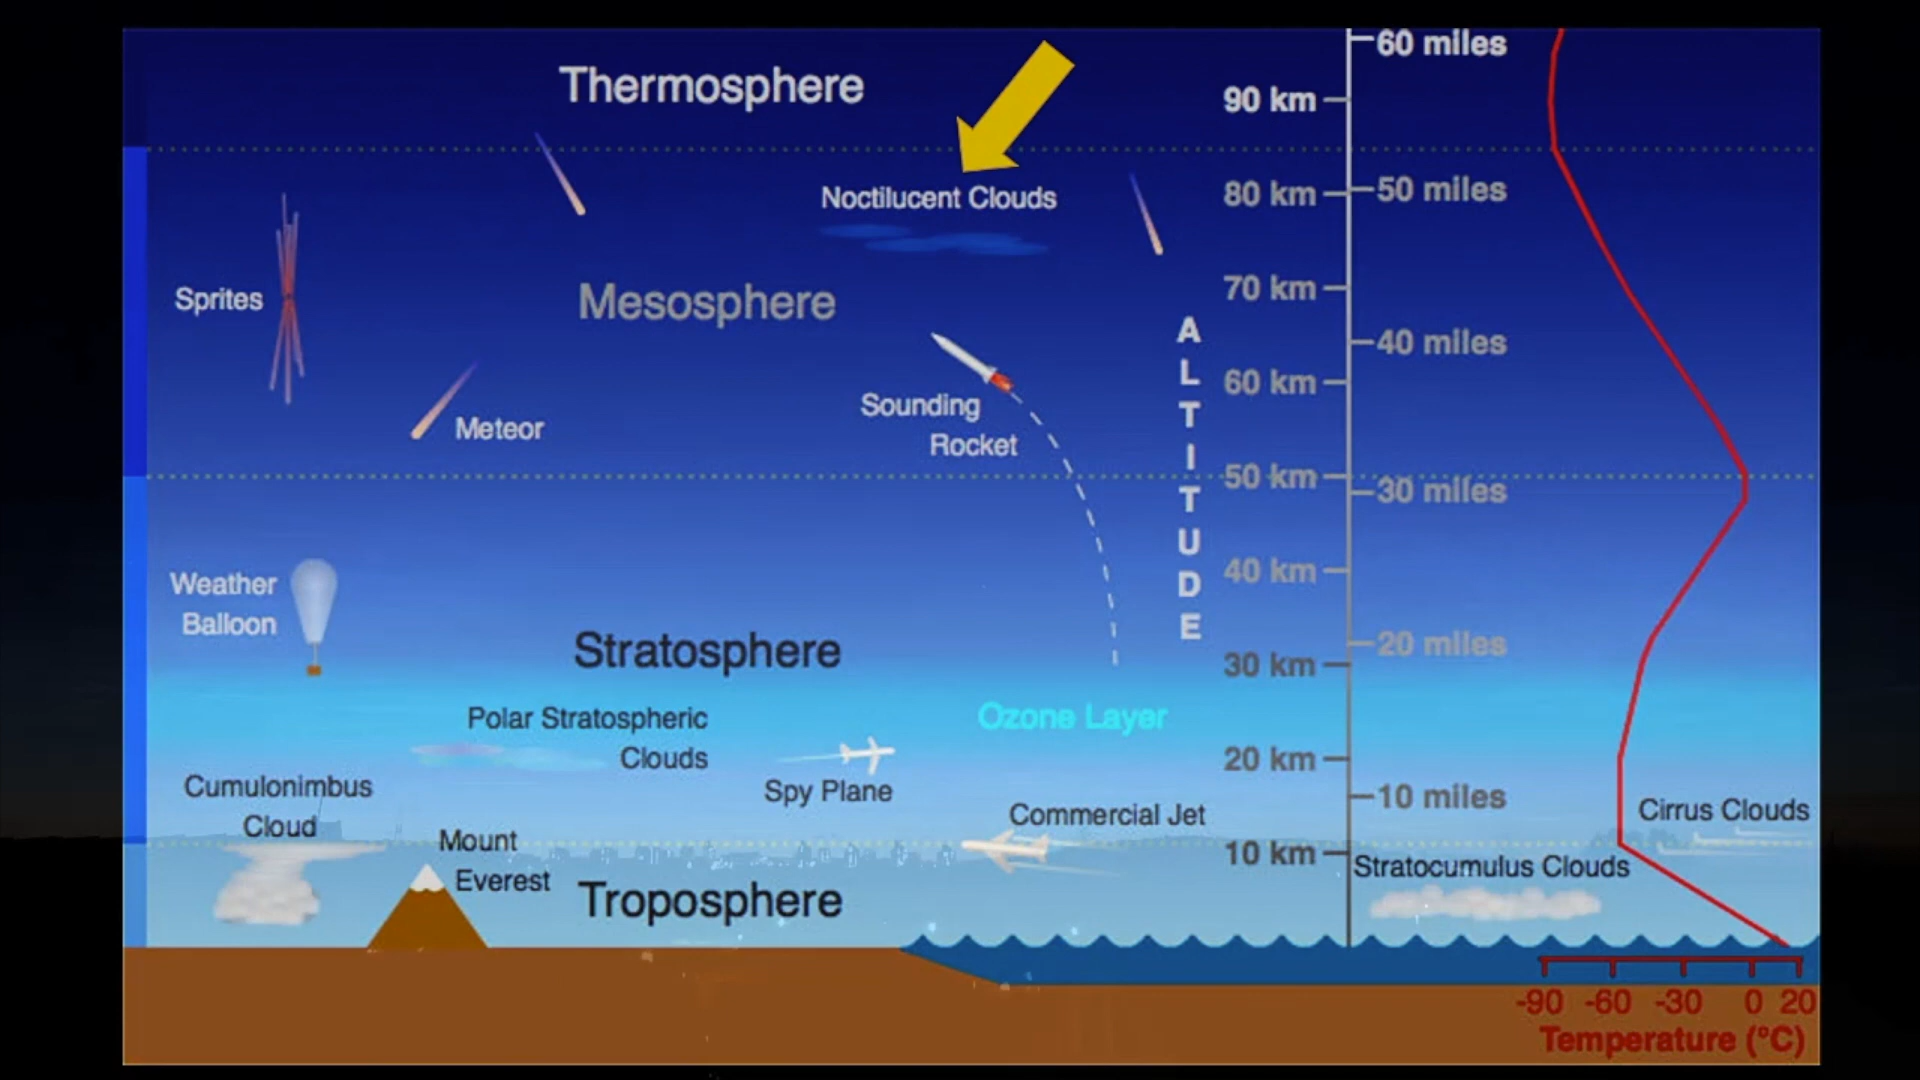 60 miles
Thermosphere
90 km
Noctilucent Clouds
80 km
50 miles
Sprites
Mesosphere
70 km
ALTITUDE
40 miles
60 km
Sounding
Rocket
Meteor
50 km
30 miles
Weather
Balloon
40 km
Stratosphere
20 miles
30 km
Polar Stratospheric
Clouds
Ozone Layer
20 km
Spy Plane
Cumulonimbus
Cloud
10 miles
Cirrus Clouds
Commercial Jet
Mount
Everest
10 km
Stratocumulus Clouds
Troposphere
-90 -60 -30 0 20
Temperature (°C)